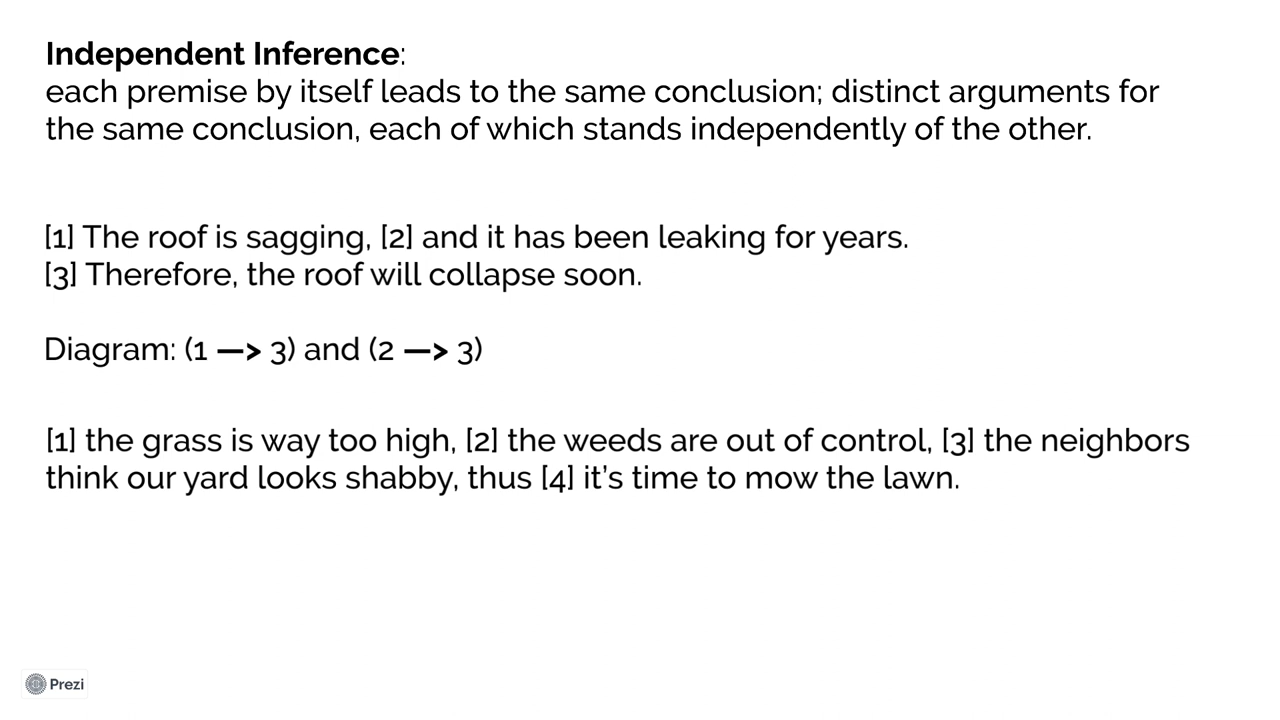 Independent Inference:
each premise by itself leads to the same conclusion; distinct arguments for
the same conclusion, each of which stands independently of the other.
[1] The roof is sagging, [2] and it has been leaking for years.
[3] Therefore, the roof will collapse soon.
Diagram: (1 —> 3) and (2 —> 3)
[1] the grass is way too high, [2] the weeds are out of control, [3] the neighbors
think our yard looks shabby, thus [4] it’s time to mow the lawn.
Prezi